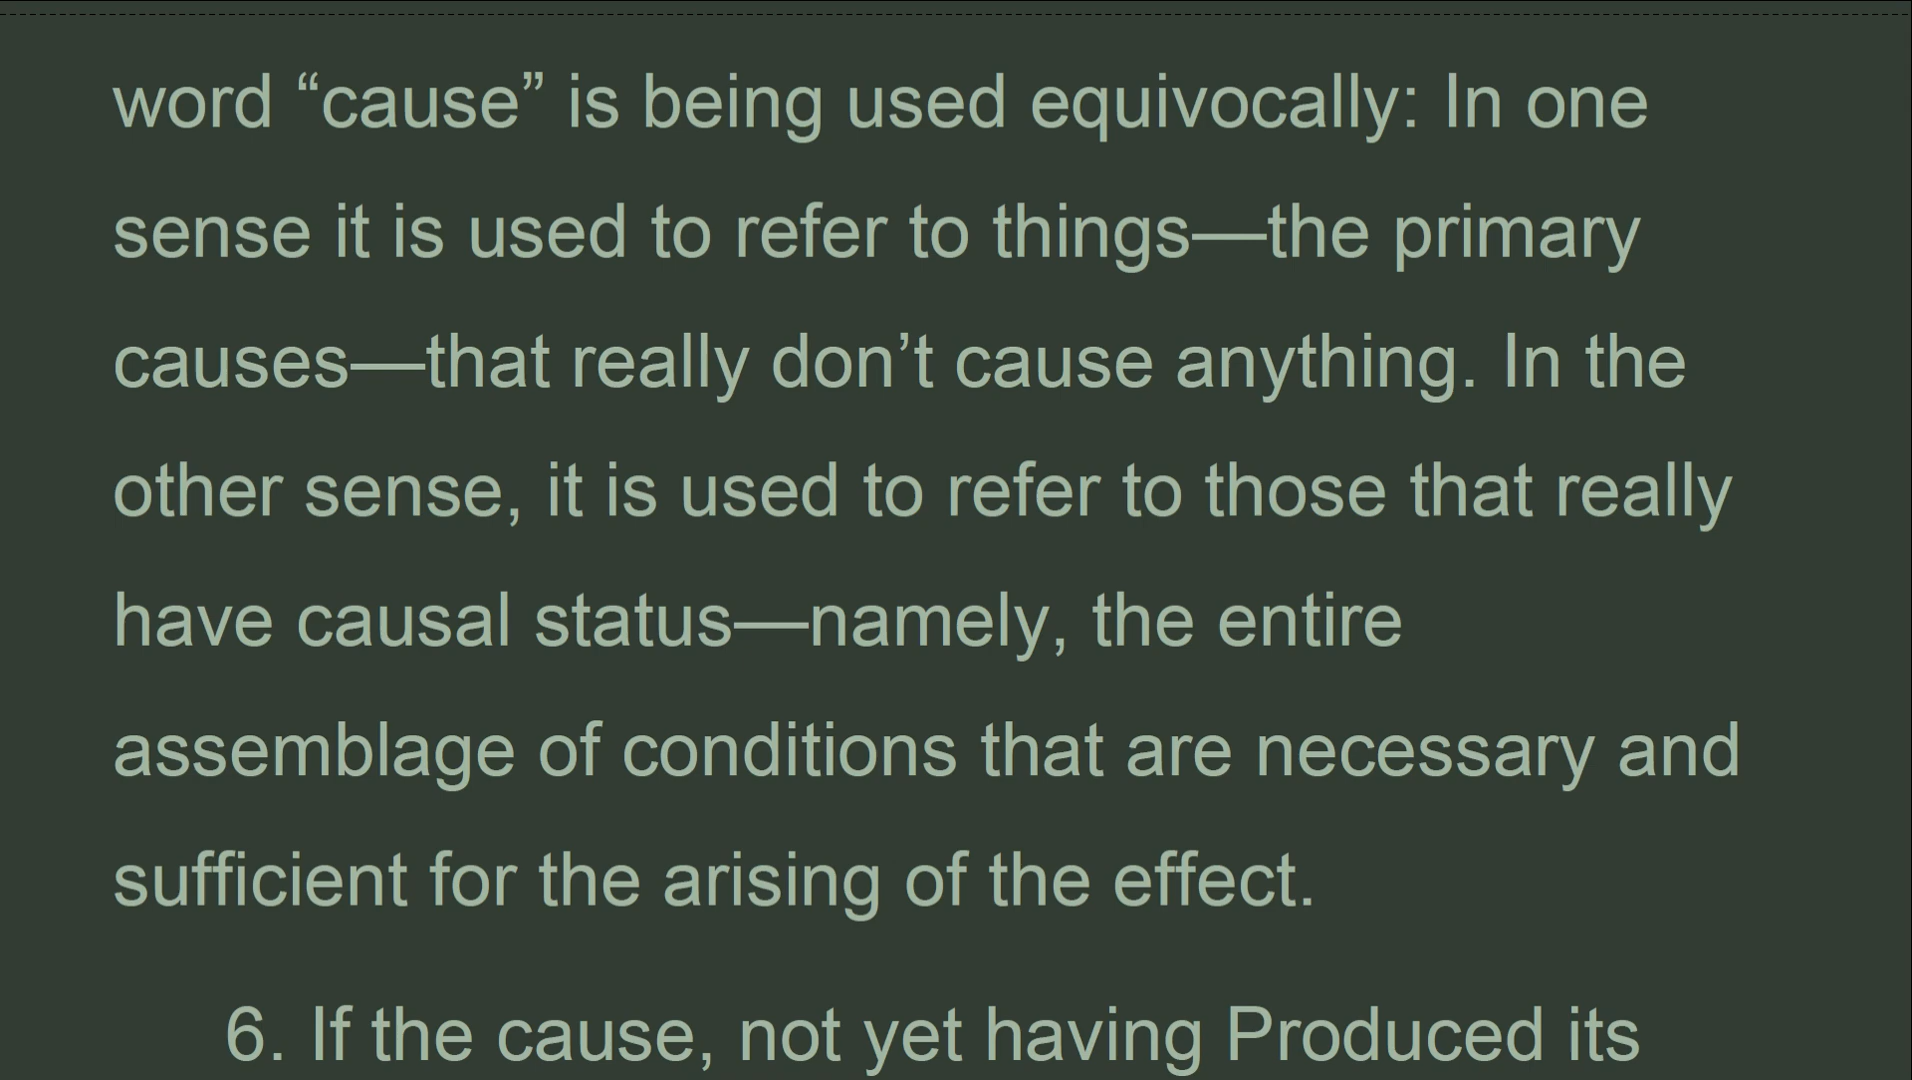 word “cause” is being used equivocally: In one
sense it is used to refer to things—the primary
causes—that really don’t cause anything. In the
other sense, it is used to refer to those that really
have causal status—namely, the entire
assemblage of conditions that are necessary and
sufficient for the arising of the effect.
6. If the cause, not yet having Produced its